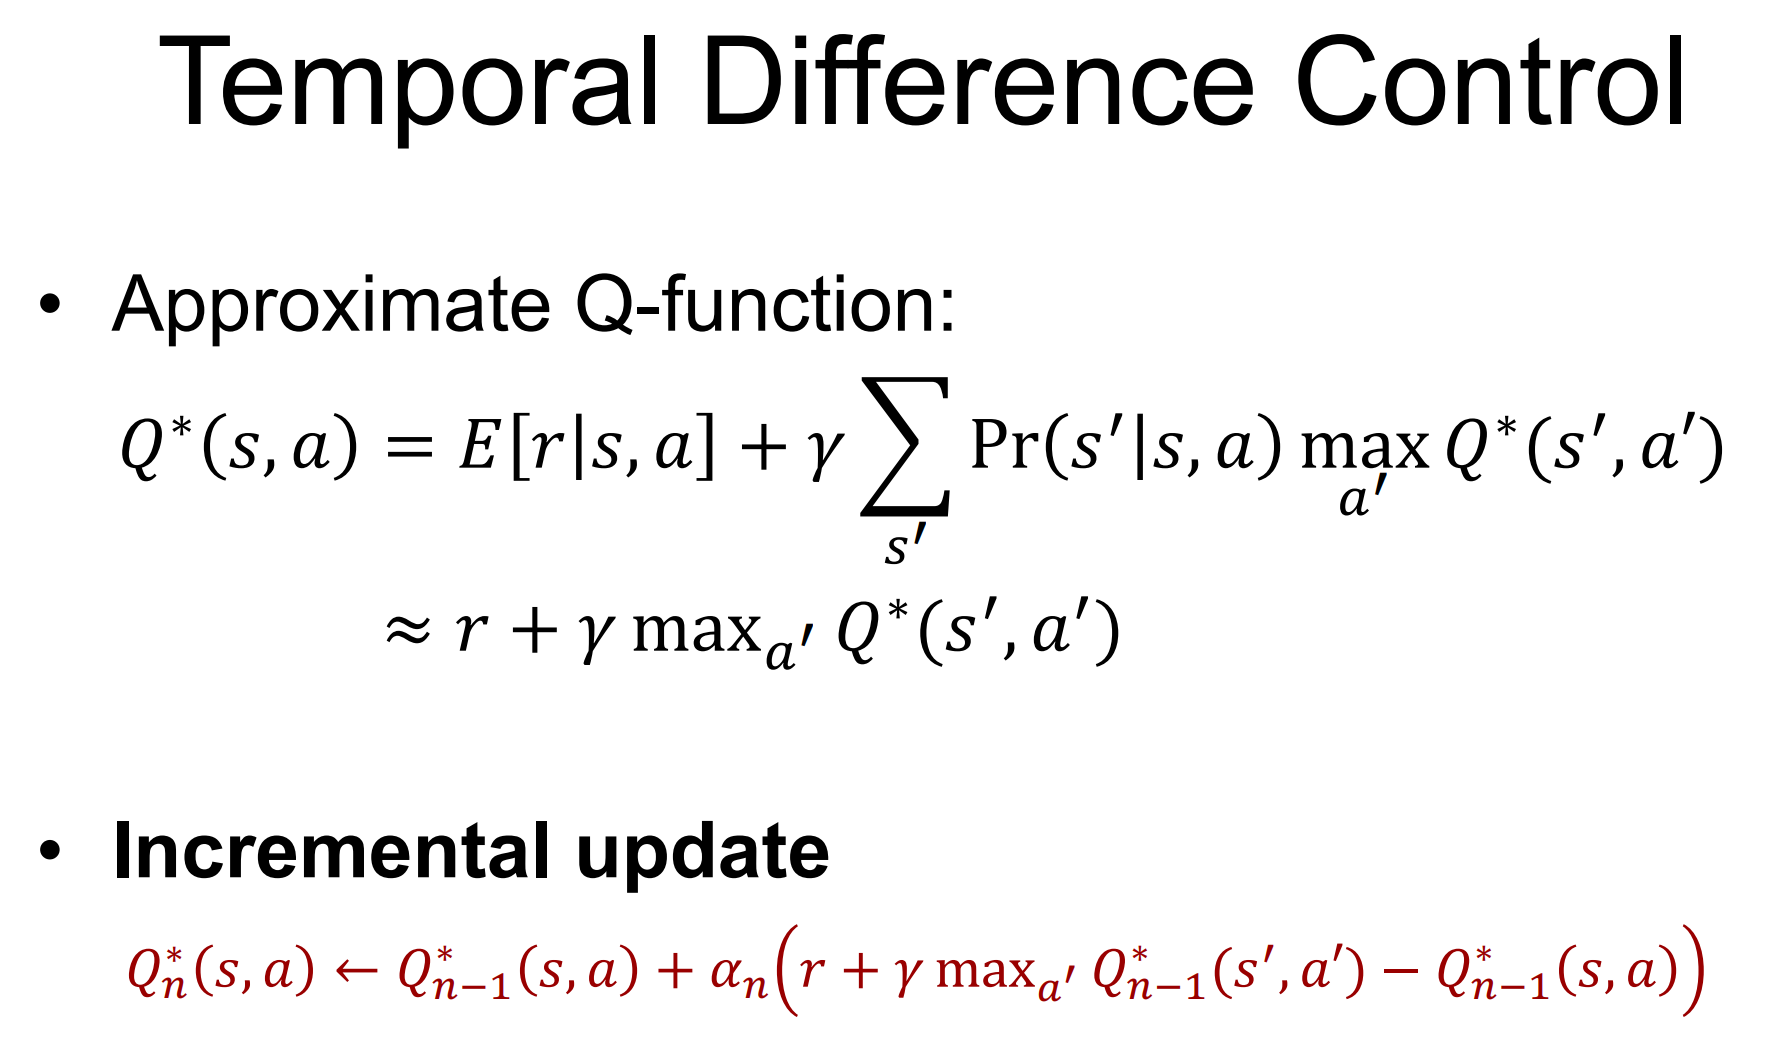 Temporal Difference Control
• Approximate Q-function:
$Q^*(s,a) = E[r|s,a] + \gamma \sum_{s'} \Pr(s'|s,a) \max_{a'} Q^*(s',a')$
$\approx r + \gamma \max_{a'} Q^*(s',a')$
• Incremental update
$Q_n^*(s,a) \leftarrow Q_{n-1}^*(s,a) + \alpha_n \left( r + \gamma \max_{a'} Q_{n-1}^*(s',a') - Q_{n-1}^*(s,a) \right)$